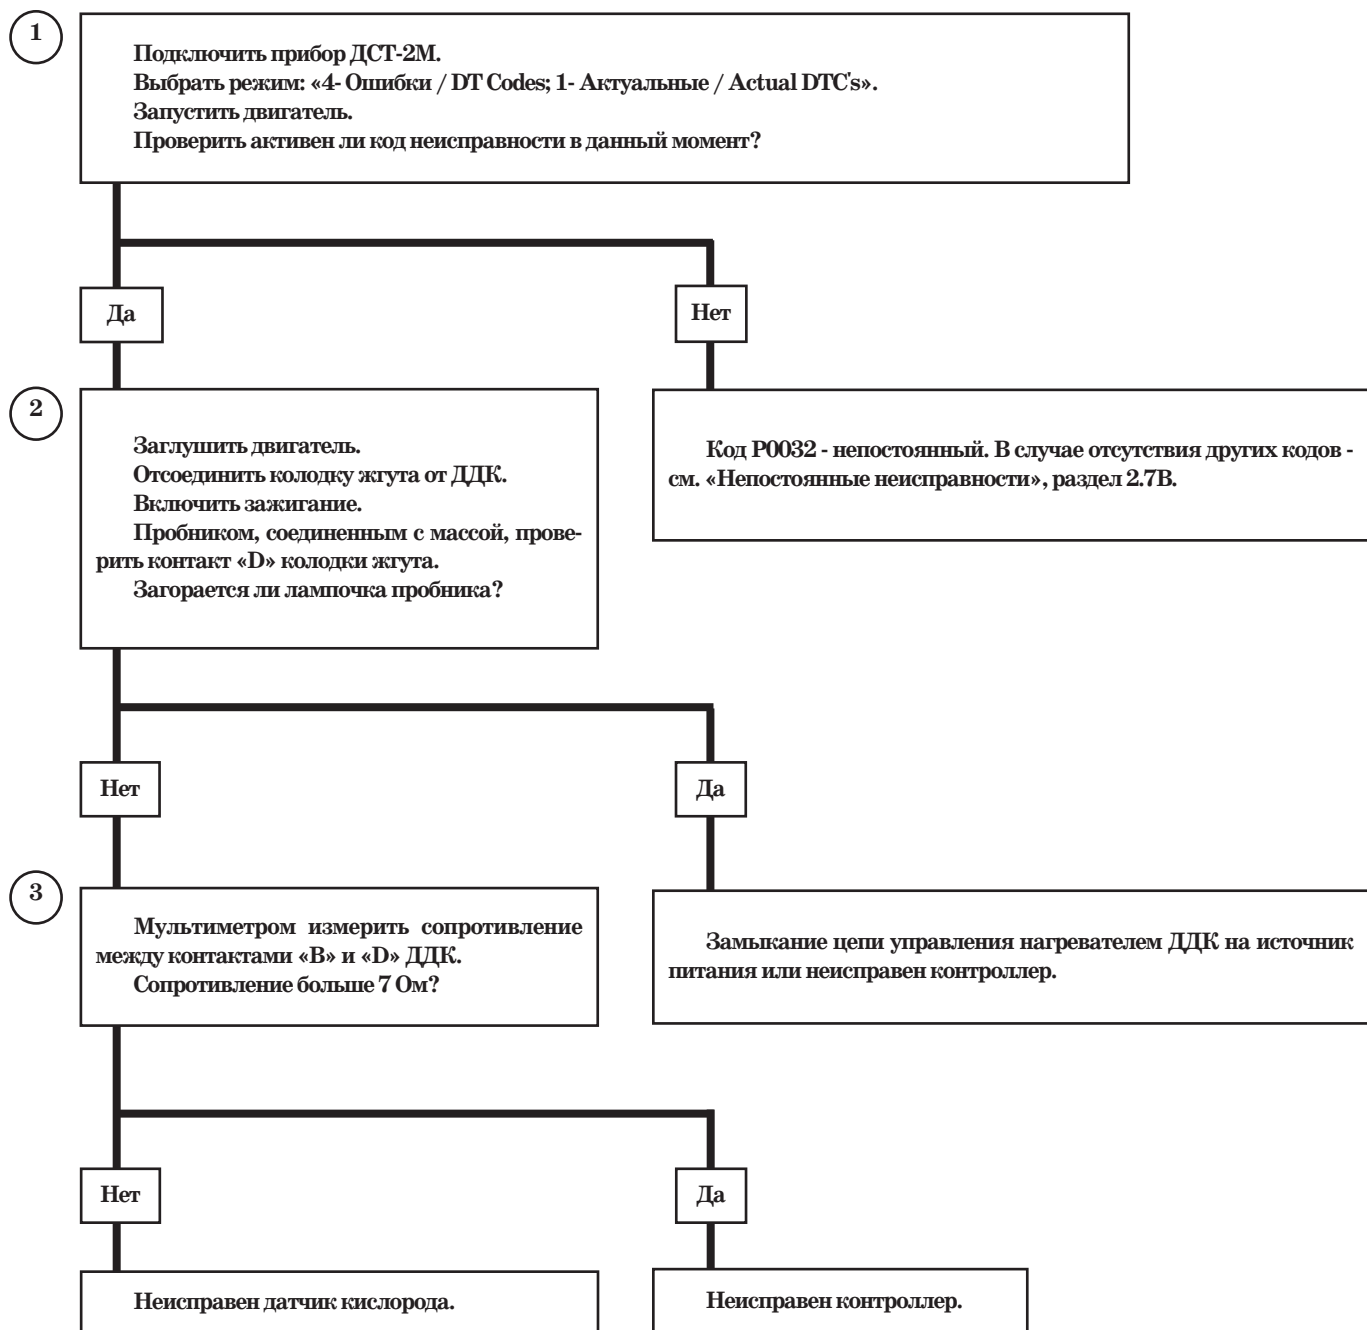 1
Подключить прибор ДСТ-2М.
Выбрать режим: «4- Ошибки / DT Codes; 1- Актуальные / Actual DTC's».
Запустить двигатель.
Проверить активен ли код неисправности в данный момент?
Да
Нет
2
Заглушить двигатель.
Отсоединить колодку жгута от ДДК.
Включить зажигание.
Пробником, соединенным с массой, прове-
рить контакт «D» колодки жгута.
Загорается ли лампочка пробника?
Код Р0032 - непостоянный. В случае отсутствия других кодов -
см. «Непостоянные неисправности», раздел 2.7В.
Нет
Да
3
Мультиметром измерить сопротивление
между контактами «B» и «D» ДДК.
Сопротивление больше 7 Ом?
Замыкание цепи управления нагревателем ДДК на источник
питания или неисправен контроллер.
Нет
Да
Неисправен датчик кислорода.
Неисправен контроллер.